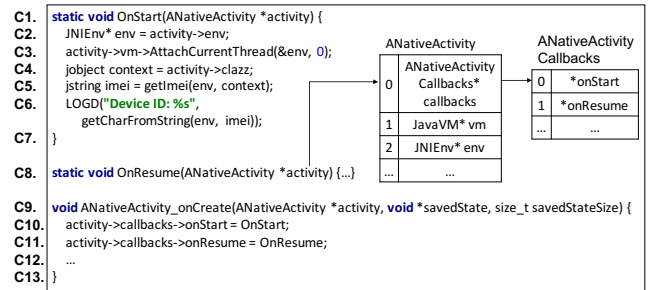 C1. static void OnStart(ANativeActivity *activity) {
C2. JNIEnv* env = activity->env;
C3. activity->vm->AttachCurrentThread(&env, 0);
C4. jobject context = activity->clazz;
C5. jstring imei = getImei(env, context);
C6. LOGD("Device ID: %s",
getCharFromString(env, imei));
C7. }
C8. static void OnResume(ANativeActivity *activity) {…}
C9. void ANativeActivity_onCreate(ANativeActivity *activity, void *savedState, size_t savedStateSize) {
C10. activity->callbacks->onStart = OnStart;
C11. activity->callbacks->onResume = OnResume;
C12. …
C13. }
ANativeActivity
0 ANativeActivity
Callbacks*
callbacks
1 JavaVM* vm
2 JNIEnv* env
… …
ANativeActivity
Callbacks
0 *onStart
1 *onResume
… …